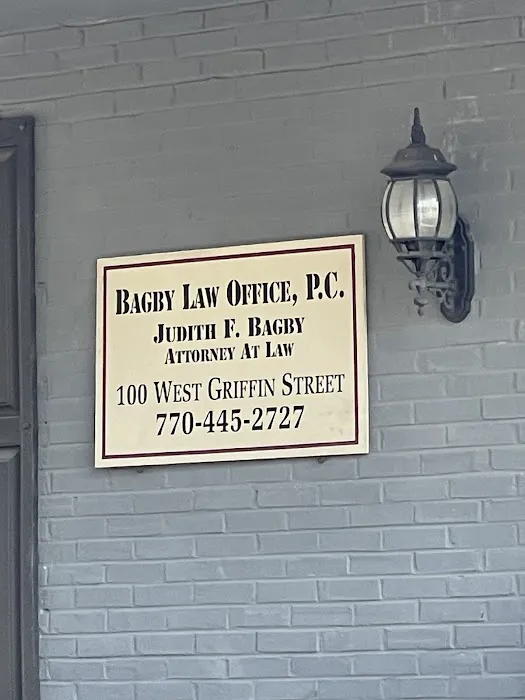 BAGBY LAW OFFICE, P.C.
JUDITH F. BAGBY
ATTORNEY AT LAW
100 WEST GRIFFIN STREET
770-445-2727